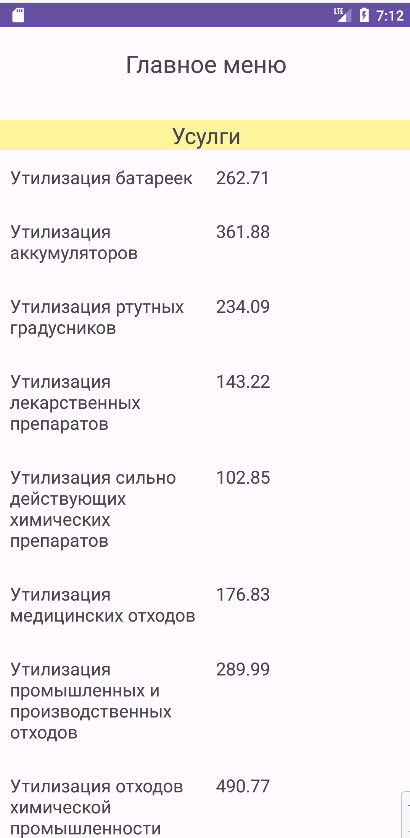 LTE 7:12
Главное меню
Усулги
Утилизация батареек 262.71
Утилизация 361.88
аккумуляторов
Утилизация ртутных 234.09
градусников
Утилизация 143.22
лекарственных
препаратов
Утилизация сильно 102.85
действующих
химических
препаратов
Утилизация 176.83
медицинских отходов
Утилизация 289.99
промышленных и
производственных
отходов
Утилизация отходов 490.77
химической
промышленности